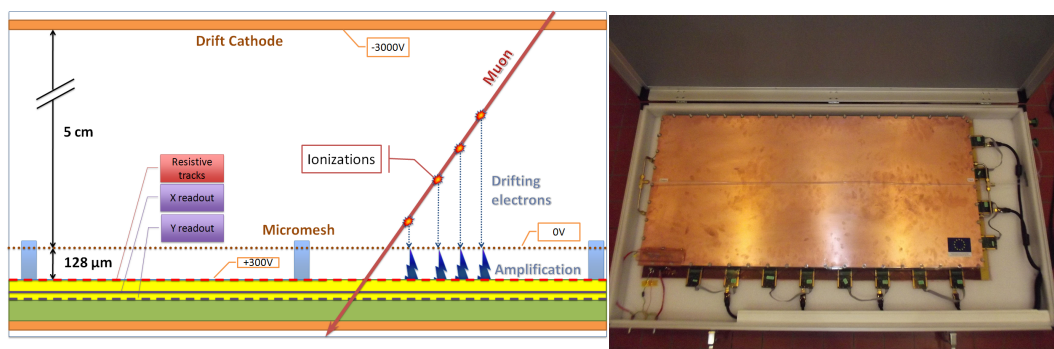 Drift Cathode
-3000V
Muon
5 cm
Ionizations
Resistive
tracks
X readout
Drifting
electrons
Y readout
Micromesh
0V
128 µm
+300V
Amplification